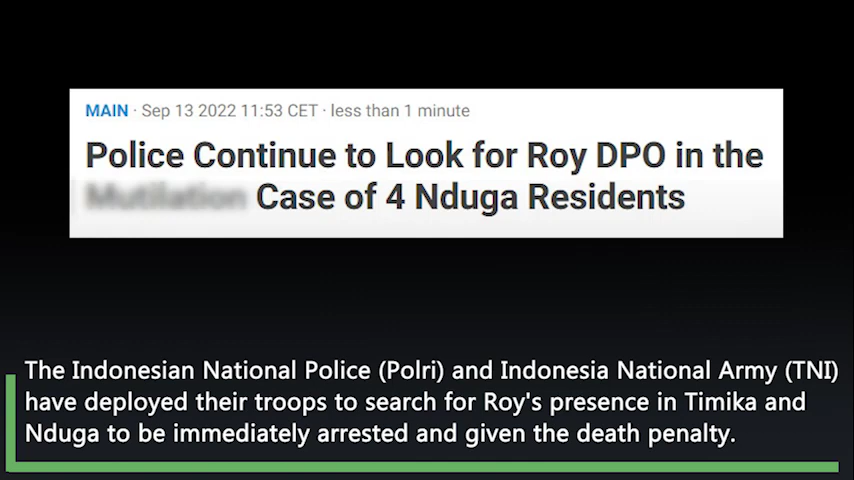 MAIN · Sep 13 2022 11:53 CET · less than 1 minute
Police Continue to Look for Roy DPO in the
Mutilation Case of 4 Nduga Residents
The Indonesian National Police (Polri) and Indonesia National Army (TNI)
have deployed their troops to search for Roy's presence in Timika and
Nduga to be immediately arrested and given the death penalty.